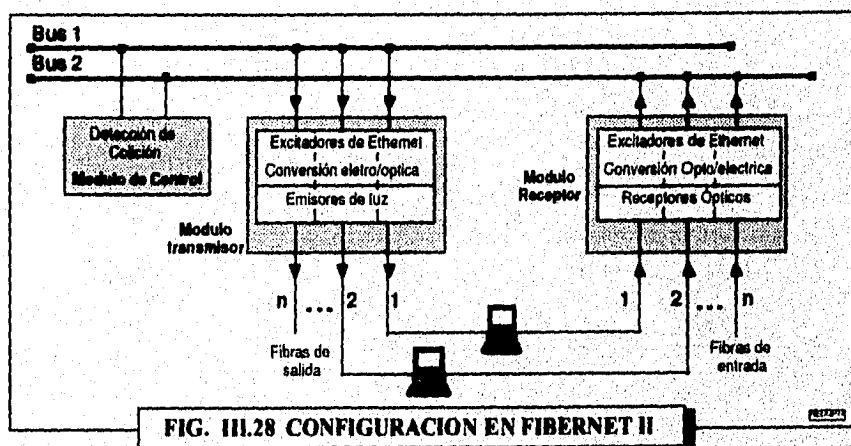 Bus 1
Bus 2
Detección de
Colición
Modulo de Control
Excitadores de Ethernet
Conversión eletro/optica
Emisores de luz
Modulo
transmisor
Excitadores de Ethernet
Conversión Opto/electrica
Receptores Ópticos
Modulo
Receptor
n ... 2 1
1 2 ... n
Fibras de
salida
Fibras de
entrada
FIG. III.28 CONFIGURACION EN FIBERNET II